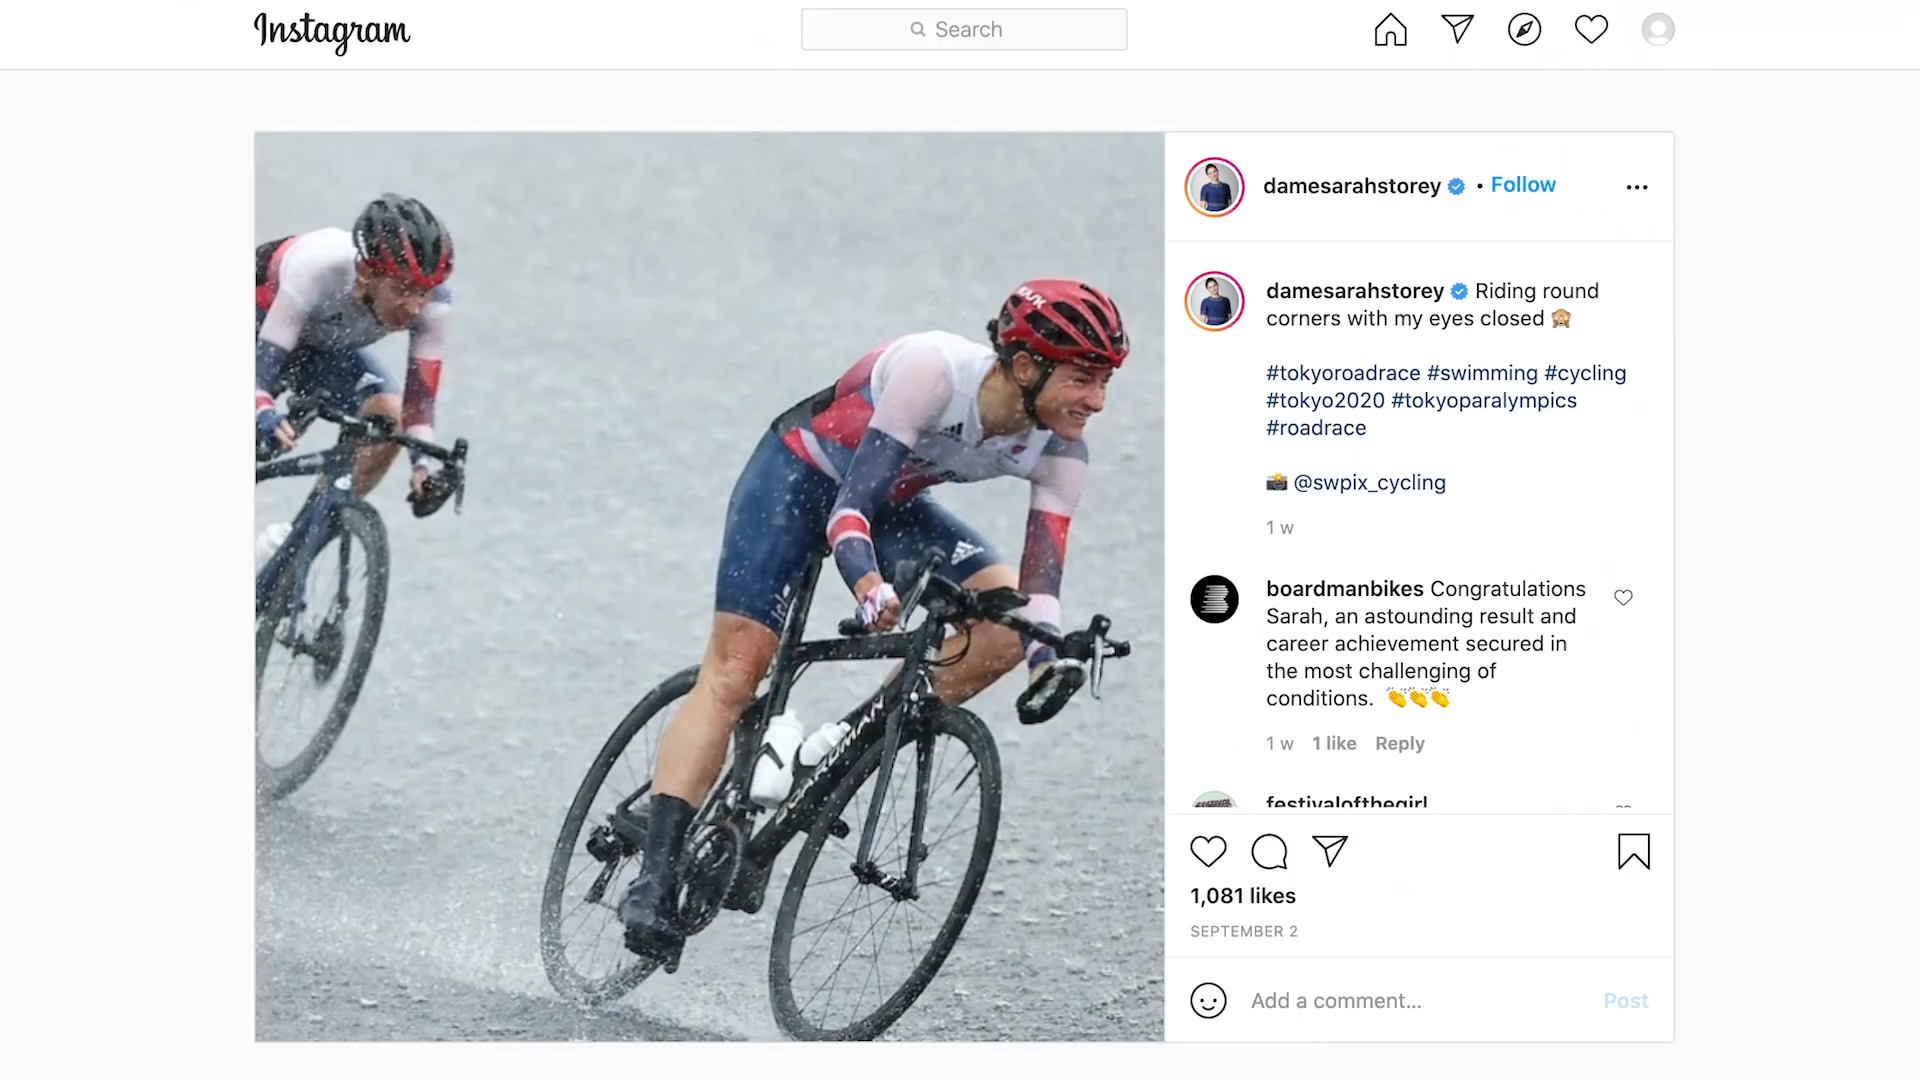 Instagram
Search
damesarahstorey • Follow
damesarahstorey Riding round
corners with my eyes closed 🙈
#tokyoroadrace #swimming #cycling
#tokyo2020 #tokyoparalympics
#roadrace
📸 @swpix_cycling
1 w
boardmanbikes Congratulations
Sarah, an astounding result and
career achievement secured in
the most challenging of
conditions. 👏👏👏
1 w 1 like Reply
festivalofthegirl
1,081 likes
SEPTEMBER 2
Add a comment... Post